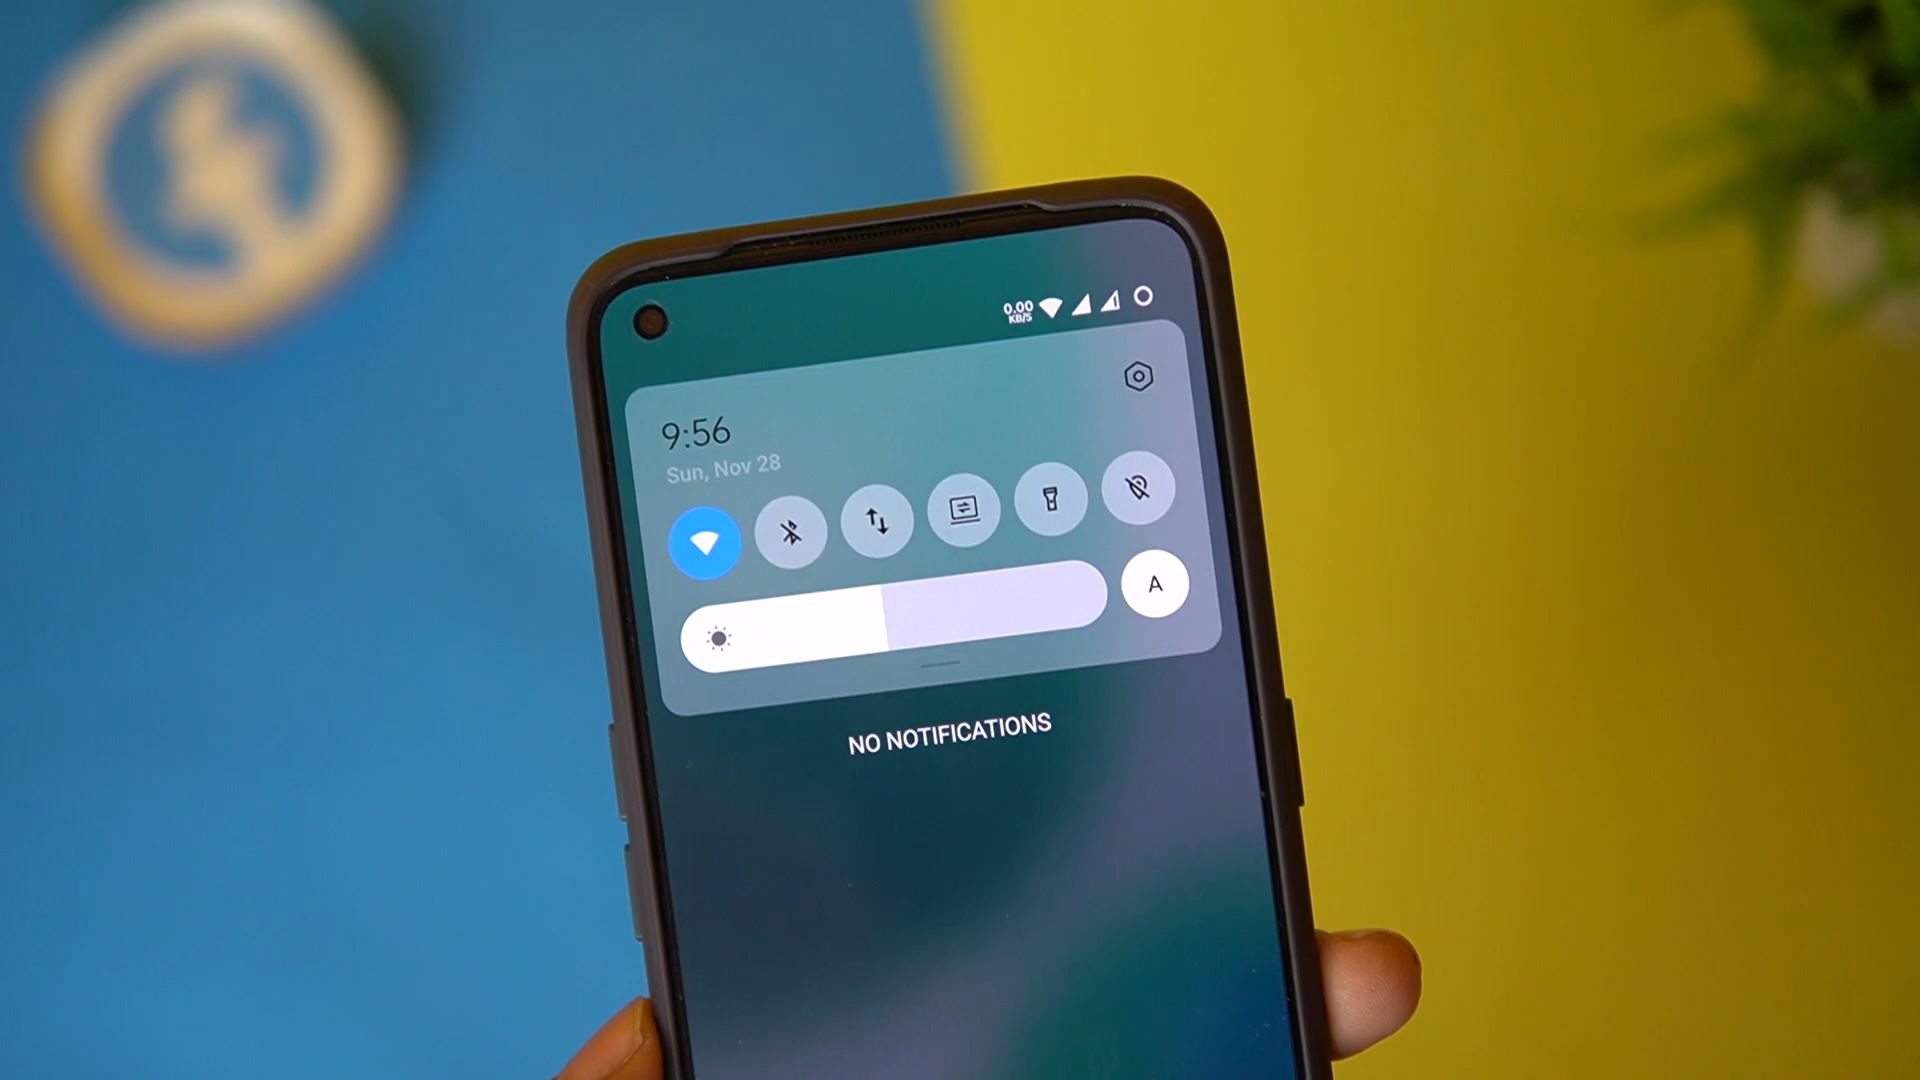 0.00
KB/S
9:56
Sun, Nov 28
A
NO NOTIFICATIONS